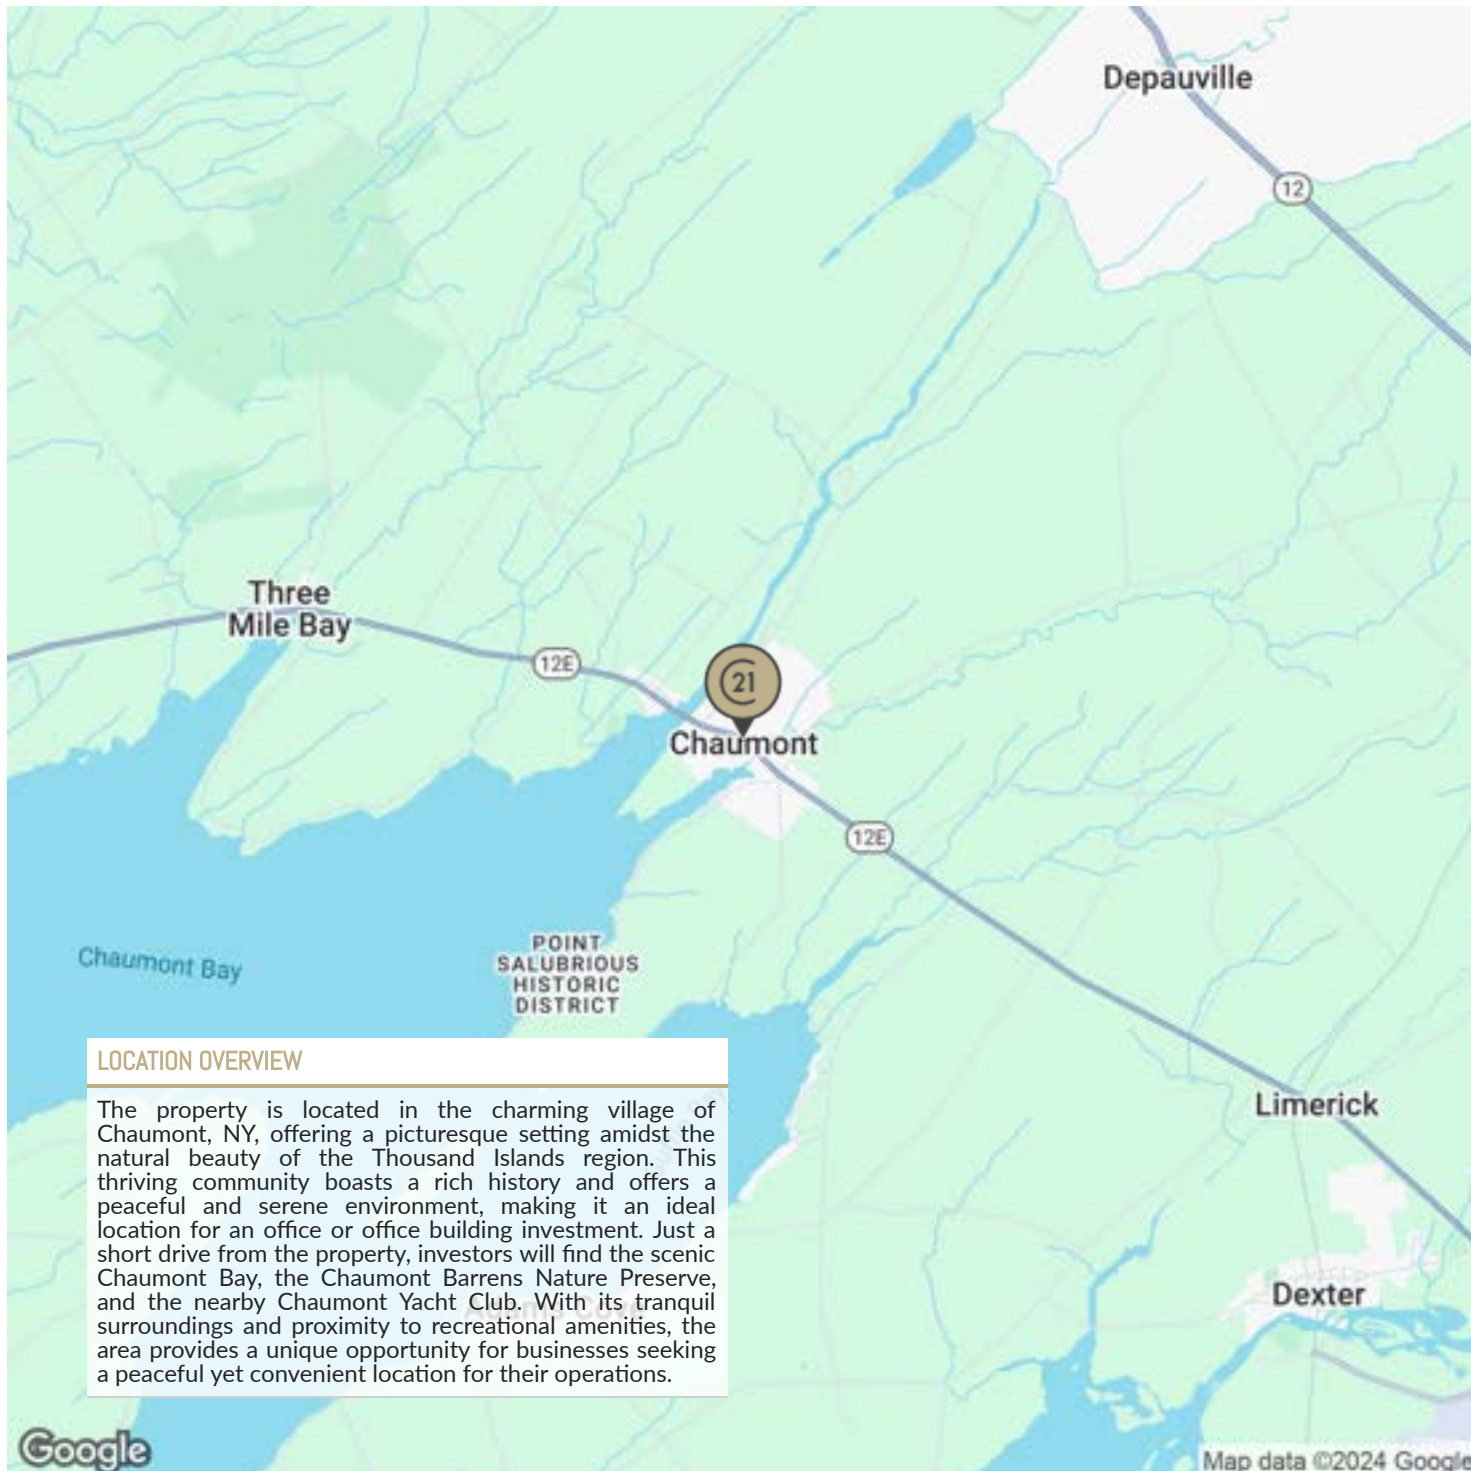 Depauville
12
Three
Mile Bay
12E
21
Chaumont
12E
POINT
SALUBRIOUS
HISTORIC
DISTRICT
Chaumont Bay
LOCATION OVERVIEW
The property is located in the charming village of
Chaumont, NY, offering a picturesque setting amidst the
natural beauty of the Thousand Islands region. This
thriving community boasts a rich history and offers a
peaceful and serene environment, making it an ideal
location for an office or office building investment. Just a
short drive from the property, investors will find the scenic
Chaumont Bay, the Chaumont Barrens Nature Preserve,
and the nearby Chaumont Yacht Club. With its tranquil
surroundings and proximity to recreational amenities, the
area provides a unique opportunity for businesses seeking
a peaceful yet convenient location for their operations.
Limerick
Dexter
Google
Map data ©2024 Google